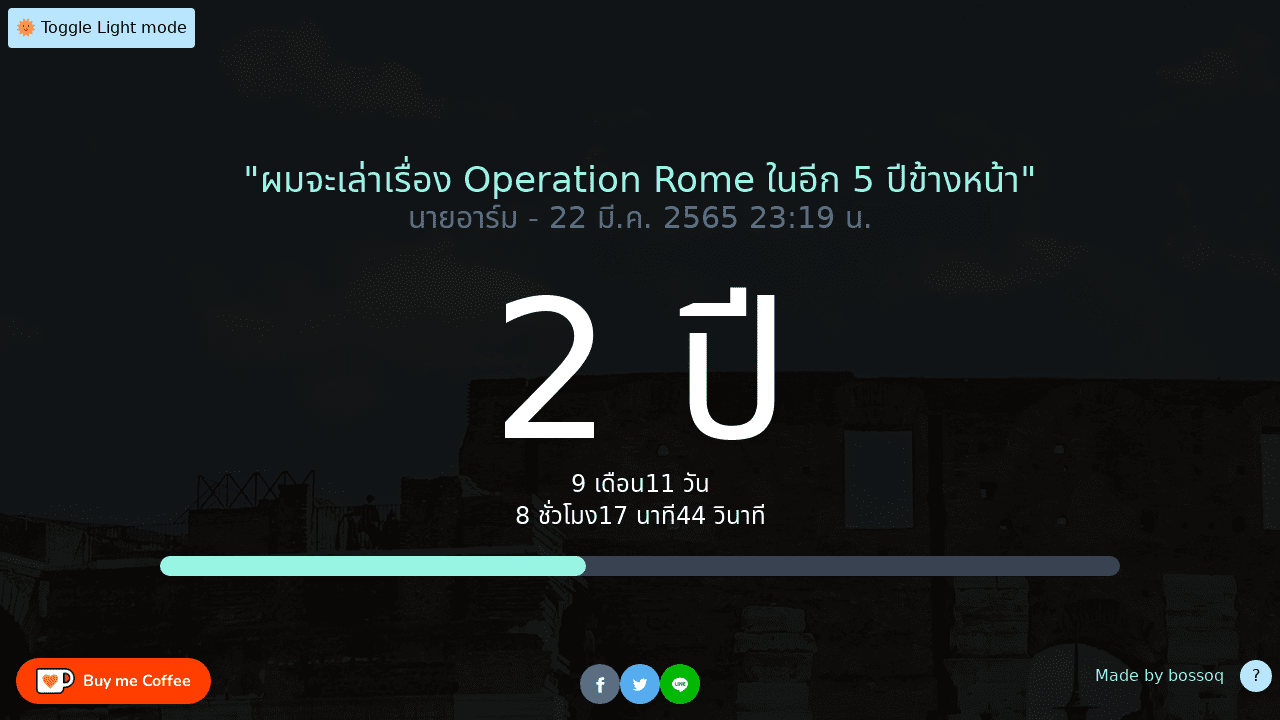 Toggle Light mode
"ผมจะเล่าเรื่อง Operation Rome ในอีก 5 ปีข้างหน้า"
นายอาร์ม - 22 มี.ค. 2565 23:19 น.
2 ปี
9 เดือน11 วัน
8 ชั่วโมง17 นาที44 วินาที
Buy me Coffee
LINE
Made by bossoq
?